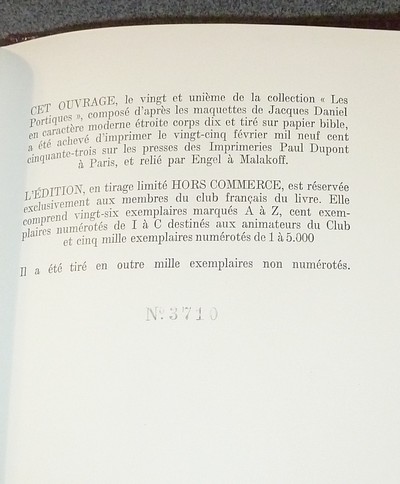 CET OUVRAGE, le vingt et unième de la collection « Les
Portiques », composé d'après les maquettes de Jacques Daniel
en caractère moderne étroite corps dix et tiré sur papier bible,
a été achevé d'imprimer le vingt-cinq février mil neuf cent
cinquante-trois sur les presses des Imprimeries Paul Dupont
à Paris, et relié par Engel à Malakoff.
L'ÉDITION, en tirage limité HORS COMMERCE, est réservée
exclusivement aux membres du club français du livre. Elle
comprend vingt-six exemplaires marqués A à Z, cent exem-
plaires numérotés de I à C destinés aux animateurs du Club
et cinq mille exemplaires numérotés de 1 à 5.000
Il a été tiré en outre mille exemplaires non numérotés.
Nº 3710